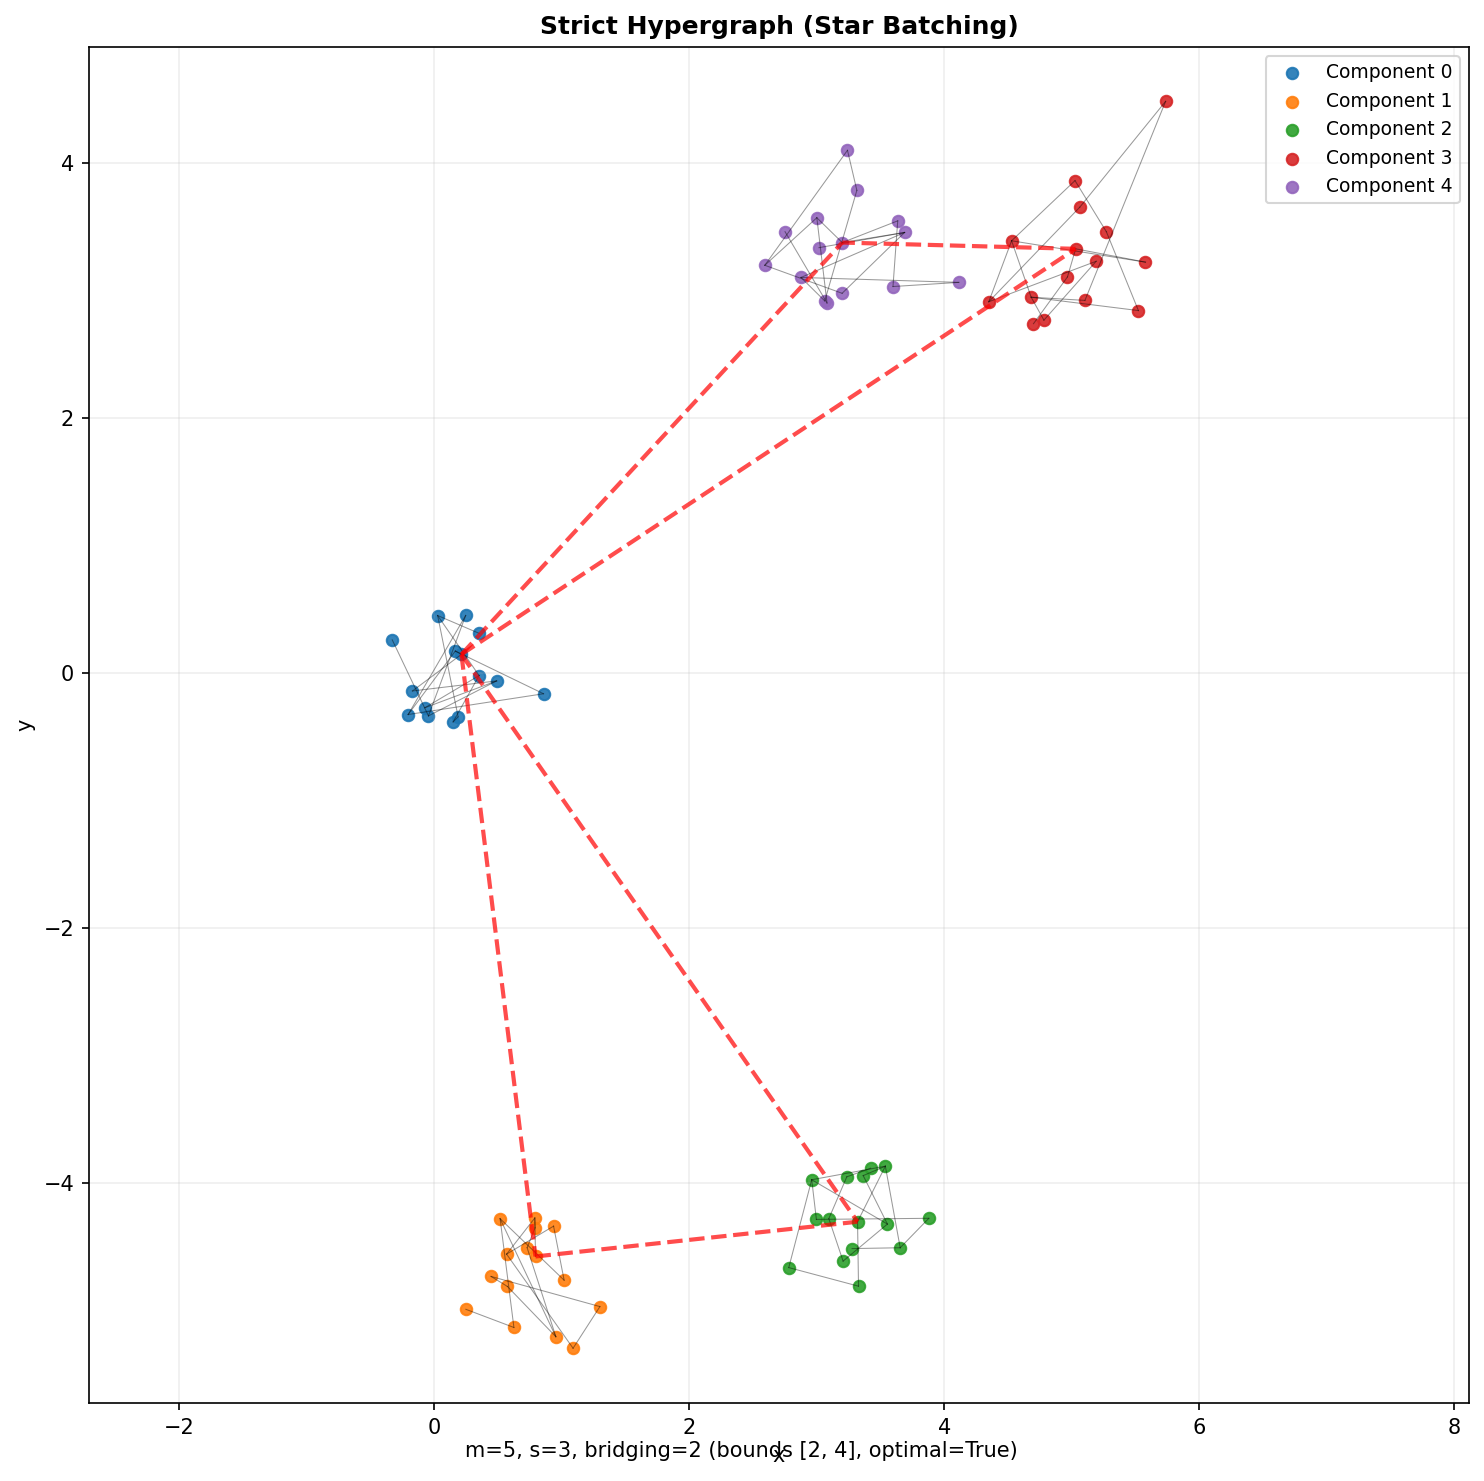 Strict Hypergraph (Star Batching)
Component 0
Component 1
Component 2
Component 3
Component 4
4
2
0
−2
−4
y
−2
0
2
4
6
8
x
m=5, s=3, bridging=2 (bounds [2, 4], optimal=True)